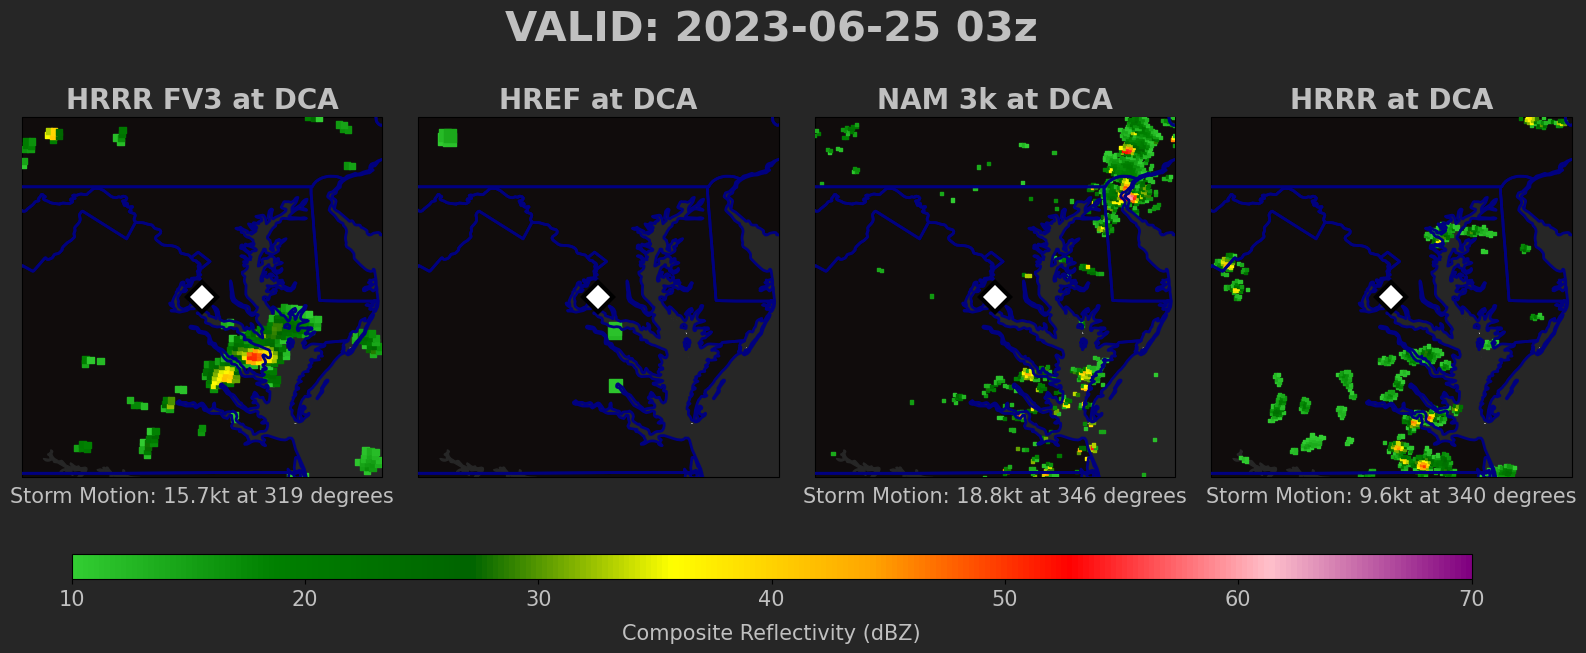 VALID: 2023-06-25 03z
HRRR FV3 at DCA
HREF at DCA
NAM 3k at DCA
HRRR at DCA
Storm Motion: 15.7kt at 319 degrees
Storm Motion: 18.8kt at 346 degrees
Storm Motion: 9.6kt at 340 degrees
10 20 30 40 50 60 70
Composite Reflectivity (dBZ)